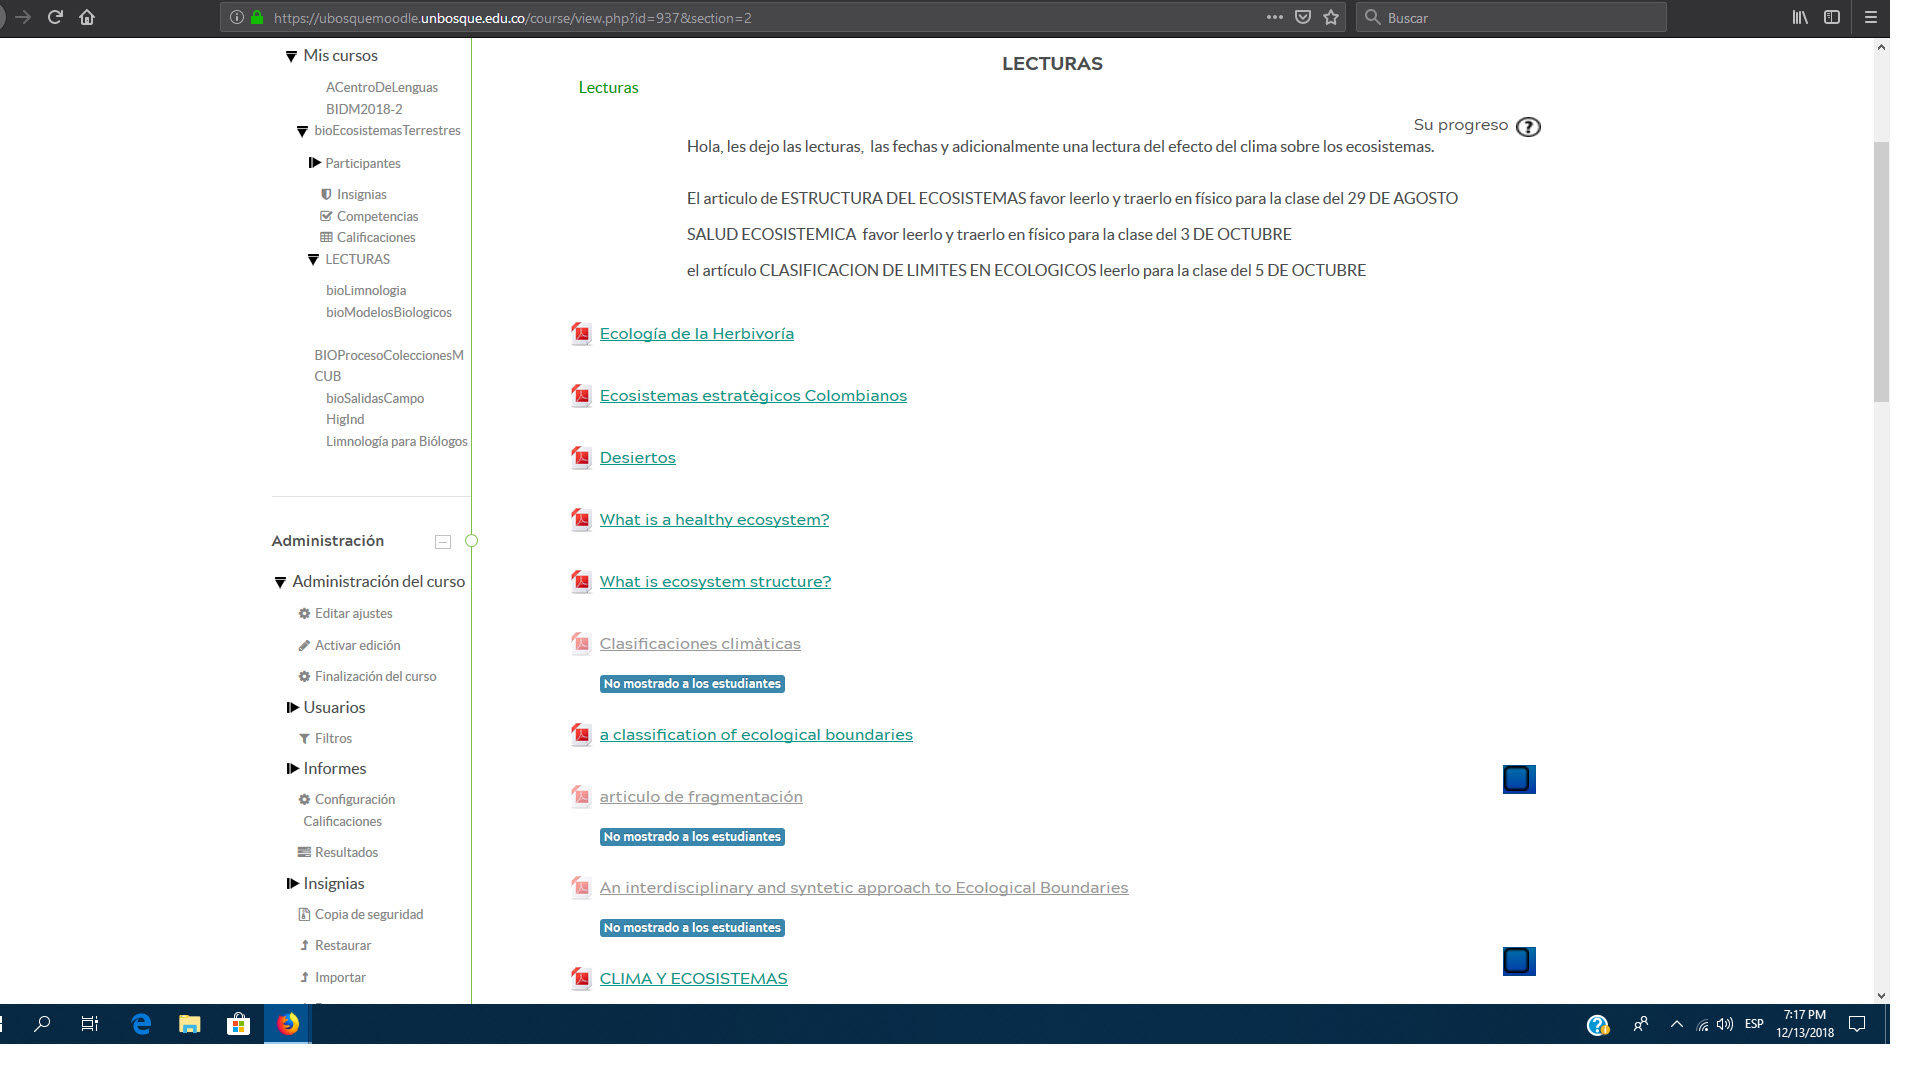 https://ubosquemoodle.unbosque.edu.co/course/view.php?id=937&section=2
Buscar
Mis cursos
ACentroDeLenguas
BIDM2018-2
bioEcosistemasTerrestres
Participantes
Insignias
Competencias
Calificaciones
LECTURAS
bioLimnologia
bioModelosBiologicos
BIOProcesoColeccionesM
CUB
bioSalidasCampo
HigInd
Limnología para Biólogos
Administración
Administración del curso
Editar ajustes
Activar edición
Finalización del curso
Usuarios
Filtros
Informes
Configuración
Calificaciones
Resultados
Insignias
Copia de seguridad
Restaurar
Importar
LECTURAS
Lecturas
Su progreso
Hola, les dejo las lecturas, las fechas y adicionalmente una lectura del efecto del clima sobre los ecosistemas.
El articulo de ESTRUCTURA DEL ECOSISTEMAS favor leerlo y traerlo en físico para la clase del 29 DE AGOSTO
SALUD ECOSISTEMICA favor leerlo y traerlo en físico para la clase del 3 DE OCTUBRE
el artículo CLASIFICACION DE LIMITES EN ECOLOGICOS leerlo para la clase del 5 DE OCTUBRE
Ecología de la Herbivoría
Ecosistemas estratègicos Colombianos
Desiertos
What is a healthy ecosystem?
What is ecosystem structure?
Clasificaciones climàticas
No mostrado a los estudiantes
a classification of ecological boundaries
articulo de fragmentación
No mostrado a los estudiantes
An interdisciplinary and syntetic approach to Ecological Boundaries
No mostrado a los estudiantes
CLIMA Y ECOSISTEMAS
ESP
7:17 PM
12/13/2018